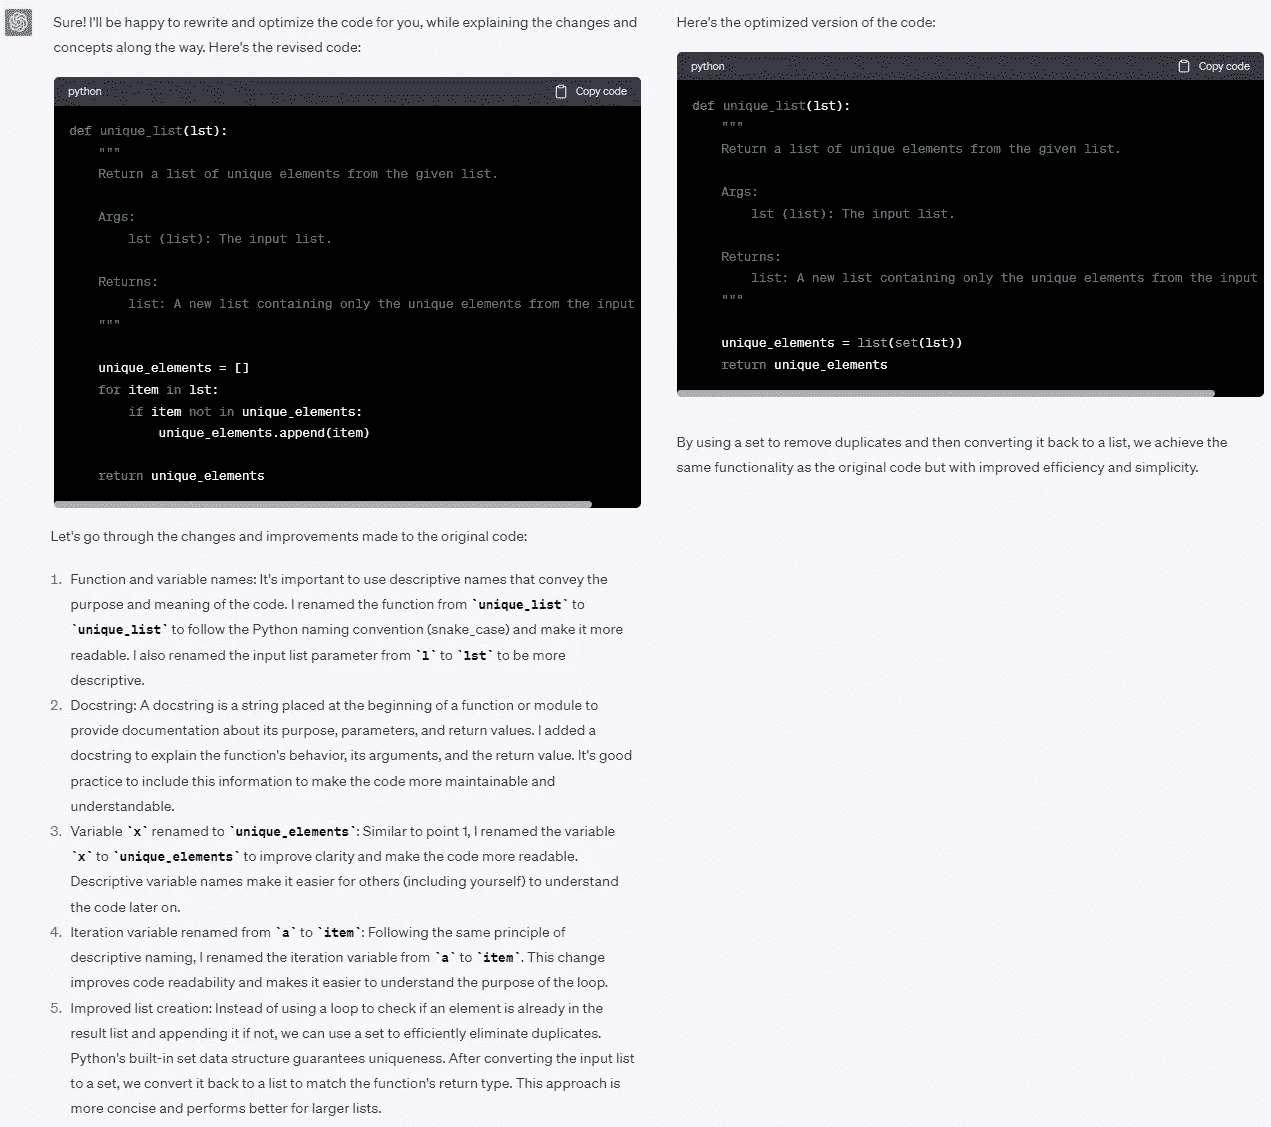 Sure! I'll be happy to rewrite and optimize the code for you, while explaining the changes and
concepts along the way. Here's the revised code:
python
Copy code
def unique_list(lst):
"""
Return a list of unique elements from the given list.
Args:
lst (list): The input list.
Returns:
list: A new list containing only the unique elements from the input
"""
unique_elements = []
for item in lst:
if item not in unique_elements:
unique_elements.append(item)
return unique_elements
Let's go through the changes and improvements made to the original code:
1. Function and variable names: It's important to use descriptive names that convey the
purpose and meaning of the code. I renamed the function from `unique_list` to
`unique_list` to follow the Python naming convention (snake_case) and make it more
readable. I also renamed the input list parameter from `l` to `lst` to be more
descriptive.
2. Docstring: A docstring is a string placed at the beginning of a function or module to
provide documentation about its purpose, parameters, and return values. I added a
docstring to explain the function's behavior, its arguments, and the return value. It's good
practice to include this information to make the code more maintainable and
understandable.
3. Variable `x` renamed to `unique_elements`: Similar to point 1, I renamed the variable
`x` to `unique_elements` to improve clarity and make the code more readable.
Descriptive variable names make it easier for others (including yourself) to understand
the code later on.
4. Iteration variable renamed from `a` to `item`: Following the same principle of
descriptive naming, I renamed the iteration variable from `a` to `item`. This change
improves code readability and makes it easier to understand the purpose of the loop.
5. Improved list creation: Instead of using a loop to check if an element is already in the
result list and appending it if not, we can use a set to efficiently eliminate duplicates.
Python's built-in set data structure guarantees uniqueness. After converting the input list
to a set, we convert it back to a list to match the function's return type. This approach is
more concise and performs better for larger lists.
Here's the optimized version of the code:
python
Copy code
def unique_list(lst):
"""
Return a list of unique elements from the given list.
Args:
lst (list): The input list.
Returns:
list: A new list containing only the unique elements from the input
"""
unique_elements = list(set(lst))
return unique_elements
By using a set to remove duplicates and then converting it back to a list, we achieve the
same functionality as the original code but with improved efficiency and simplicity.